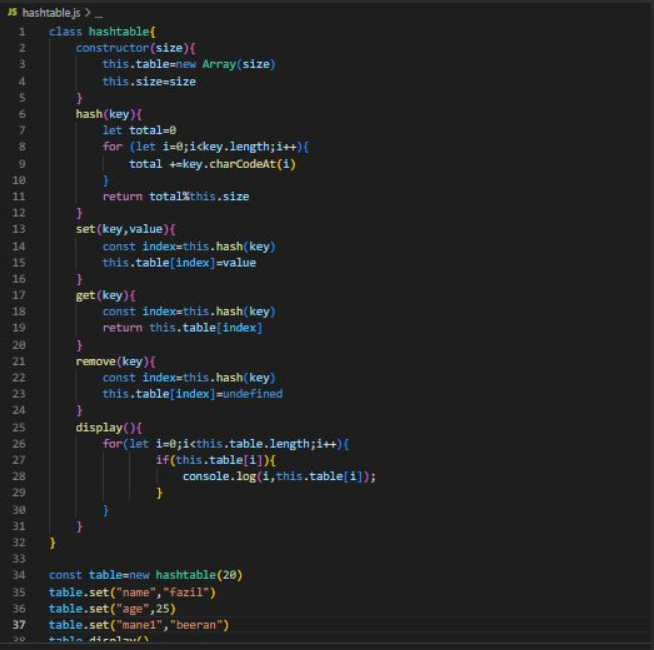 JS hashtable.js > ...
1 class hashtable{
2 constructor(size){
3 this.table=new Array(size)
4 this.size=size
5 }
6 hash(key){
7 let total=0
8 for (let i=0;i<key.length;i++){
9 total +=key.charCodeAt(i)
10 }
11 return total%this.size
12 }
13 set(key,value){
14 const index=this.hash(key)
15 this.table[index]=value
16 }
17 get(key){
18 const index=this.hash(key)
19 return this.table[index]
20 }
21 remove(key){
22 const index=this.hash(key)
23 this.table[index]=undefined
24 }
25 display(){
26 for(let i=0;i<this.table.length;i++){
27 if(this.table[i]){
28 console.log(i,this.table[i]);
29 }
30 }
31 }
32 }
33
34 const table=new hashtable(20)
35 table.set("name","fazil")
36 table.set("age",25)
37 table.set("mane1","beeran")
38 table.display()